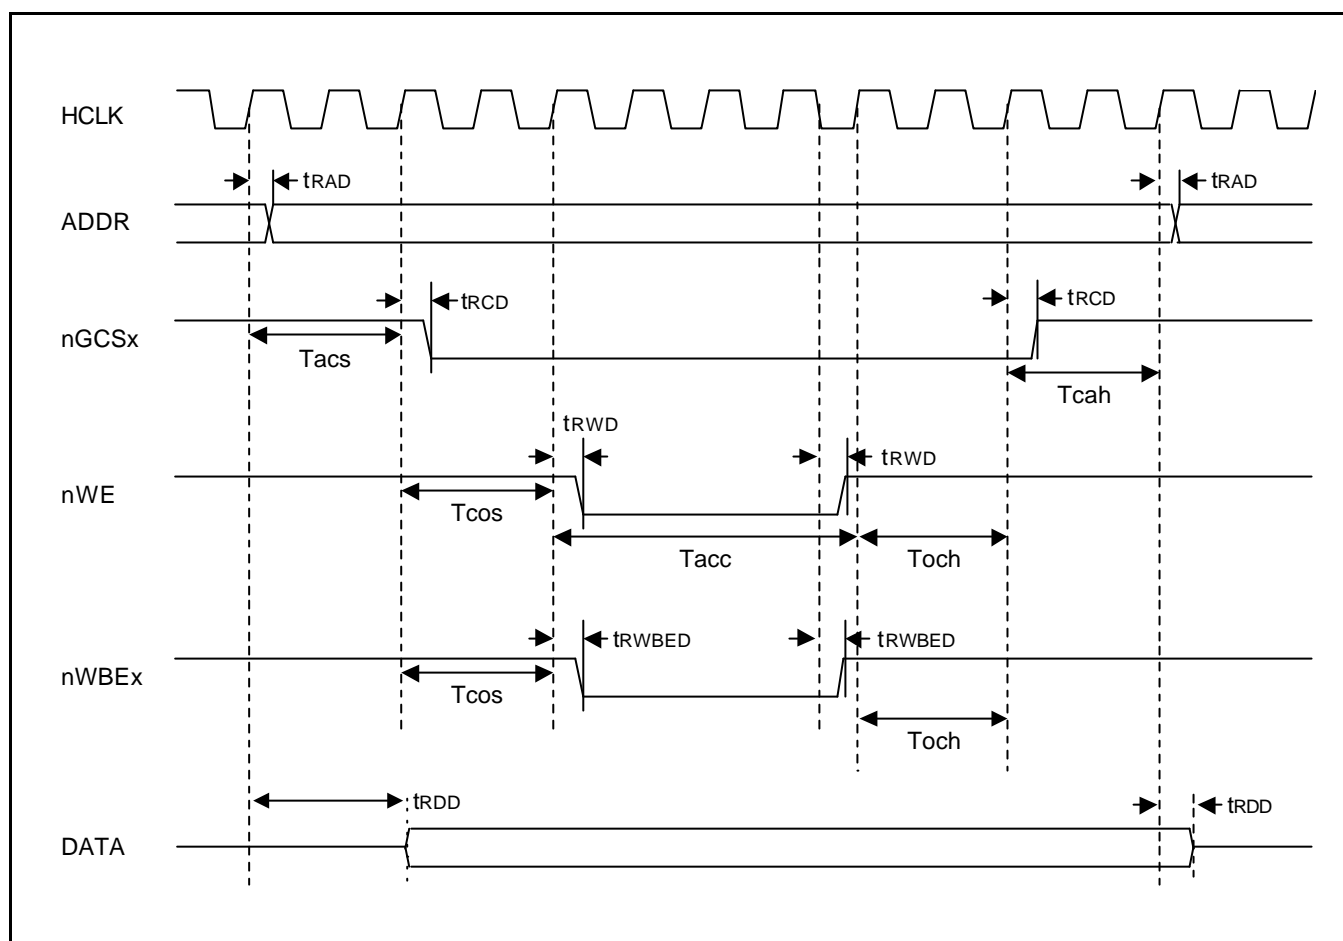 HCLK
tRAD
tRAD
ADDR
tRCD
tRCD
nGCSx
Tacs
Tcah
tRWD
tRWD
nWE
Tcos
Tacc
Toch
tRWBED
tRWBED
nWBEx
Tcos
Toch
tRDD
tRDD
DATA